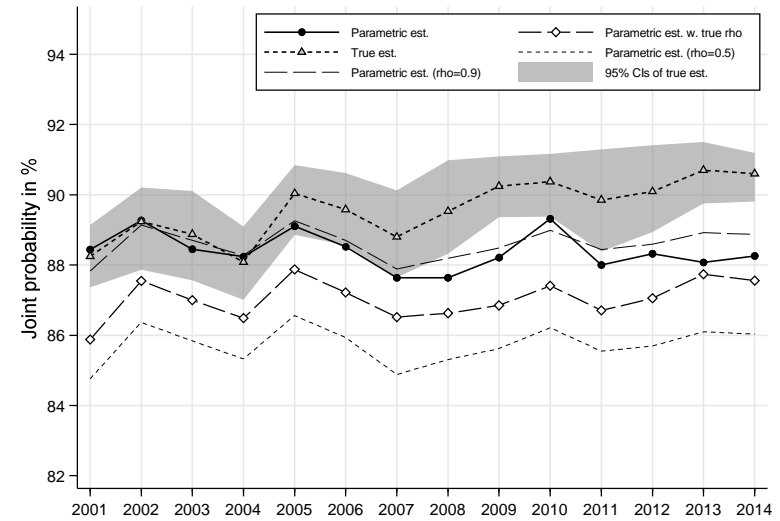 Parametric est.
Parametric est. w. true rho
True est.
Parametric est. (rho=0.5)
Parametric est. (rho=0.9)
95% CIs of true est.
Joint probability in %
94
92
90
88
86
84
82
2001 2002 2003 2004 2005 2006 2007 2008 2009 2010 2011 2012 2013 2014